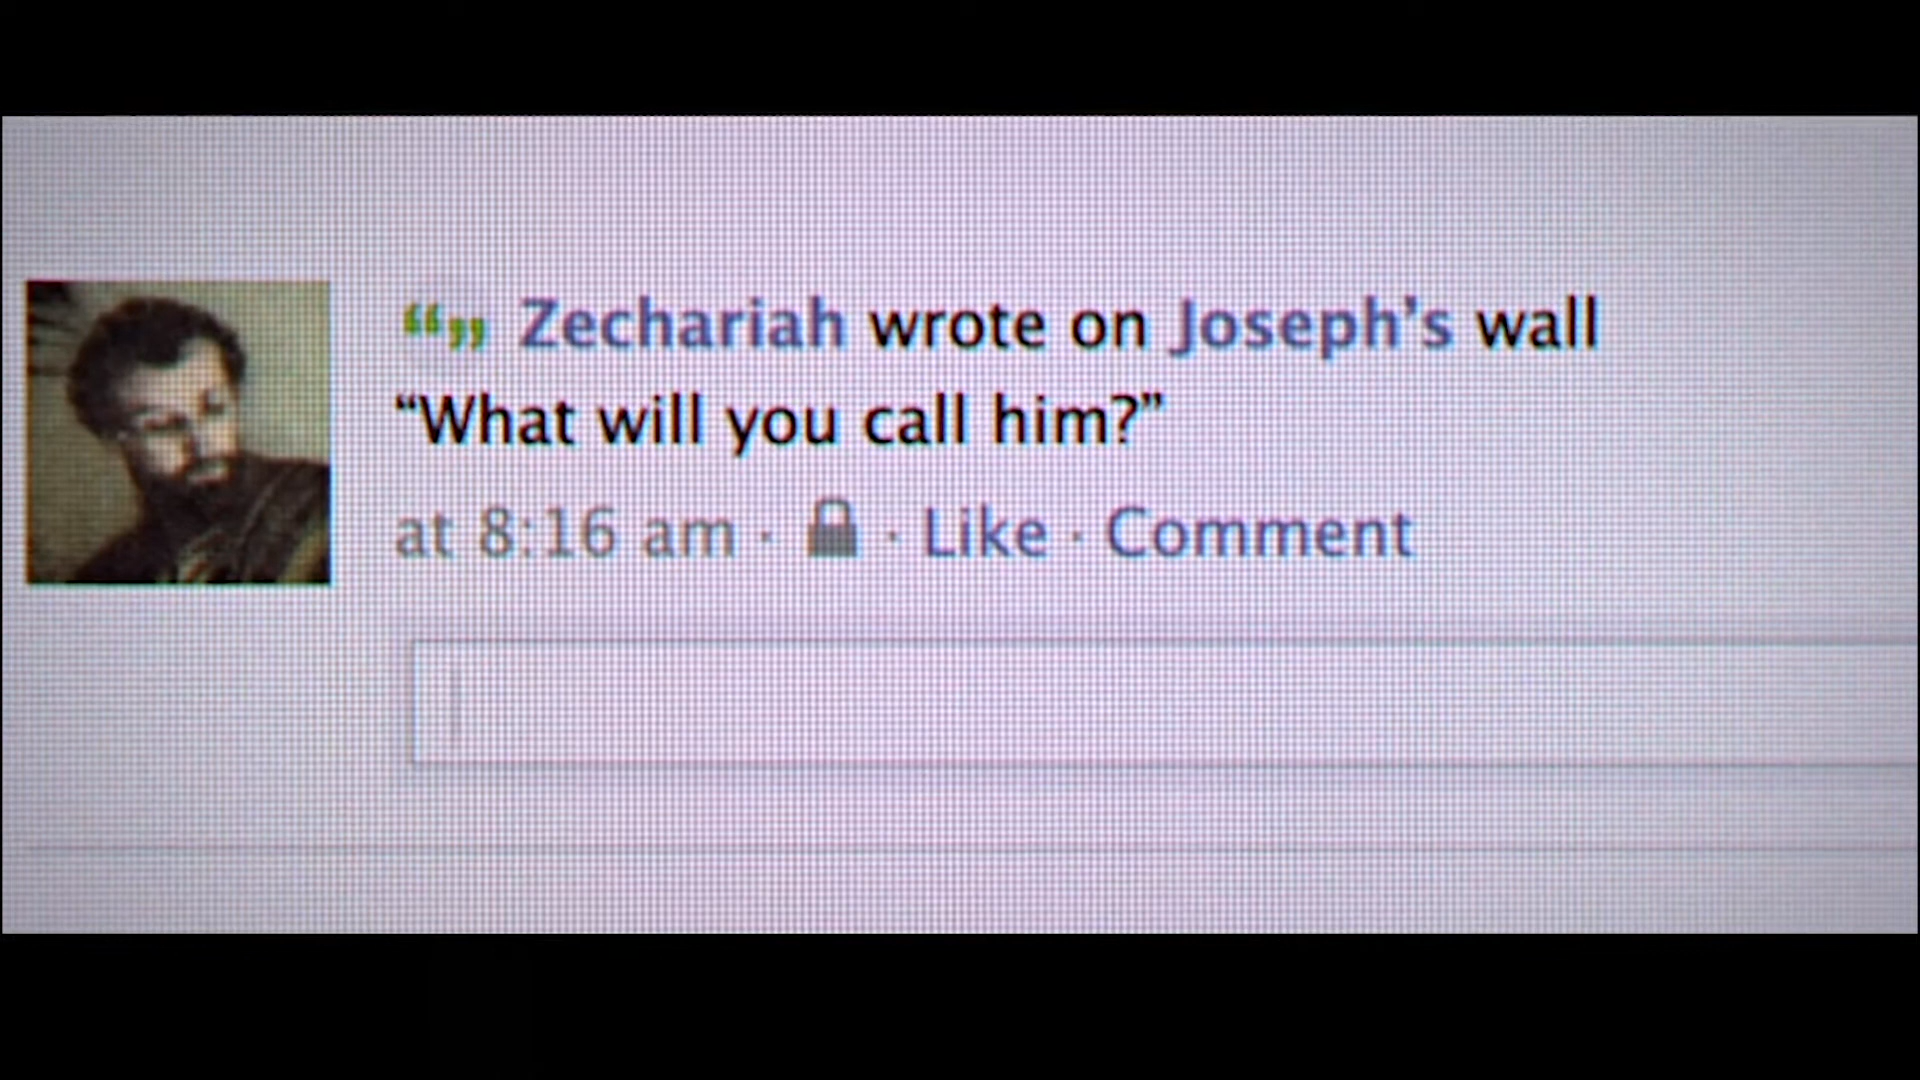 “„ Zechariah wrote on Joseph’s wall
“What will you call him?”
at 8:16 am · · Like · Comment